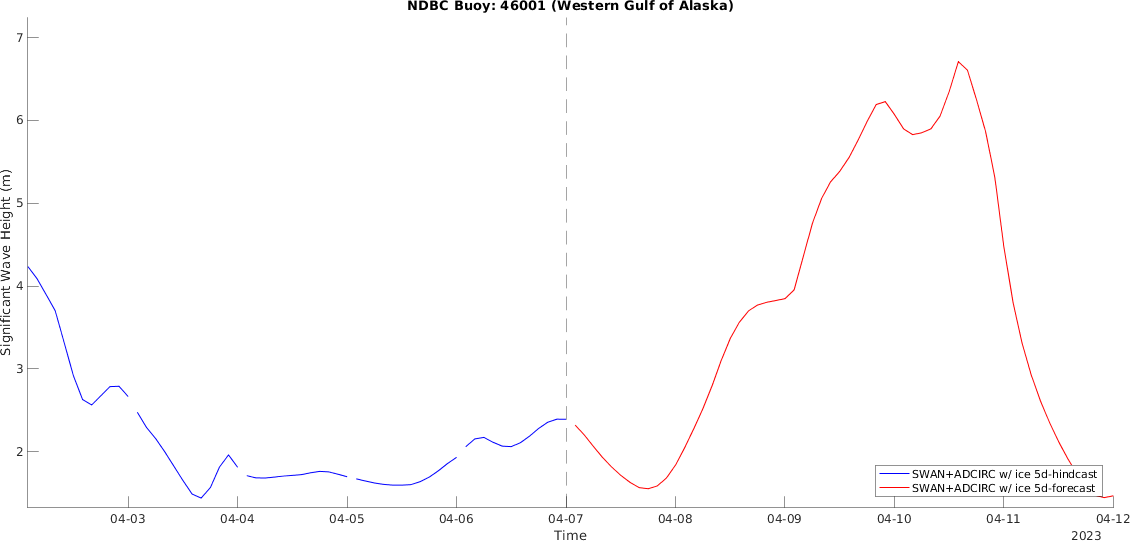 NDBC Buoy: 46001 (Western Gulf of Alaska)
7
6
5
4
3
2
Significant Wave Height (m)
SWAN+ADCIRC w/ ice 5d-hindcast
SWAN+ADCIRC w/ ice 5d-forecast
04-03 04-04 04-05 04-06 04-07 04-08 04-09 04-10 04-11 04-12
Time
2023